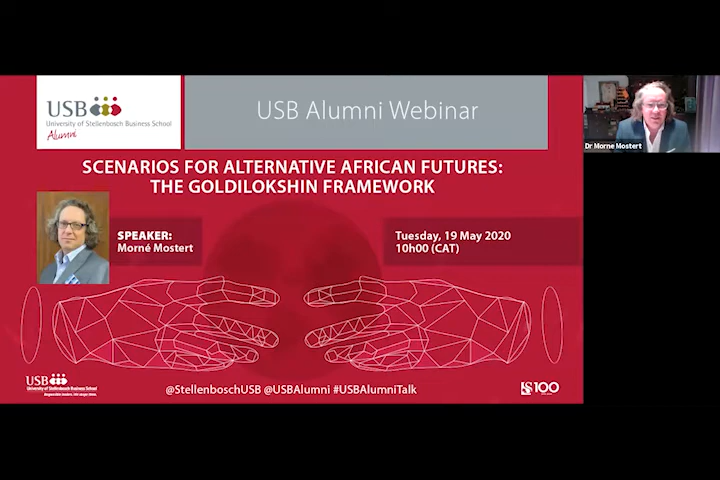 USB
University of Stellenbosch Business School
Alumni
USB Alumni Webinar
Dr Morne Mostert
SCENARIOS FOR ALTERNATIVE AFRICAN FUTURES:
THE GOLDILOKSHIN FRAMEWORK
SPEAKER:
Morné Mostert
Tuesday, 19 May 2020
10h00 (CAT)
USB
University of Stellenbosch Business School
@StellenboschUSB @USBAlumni #USBAlumniTalk
100